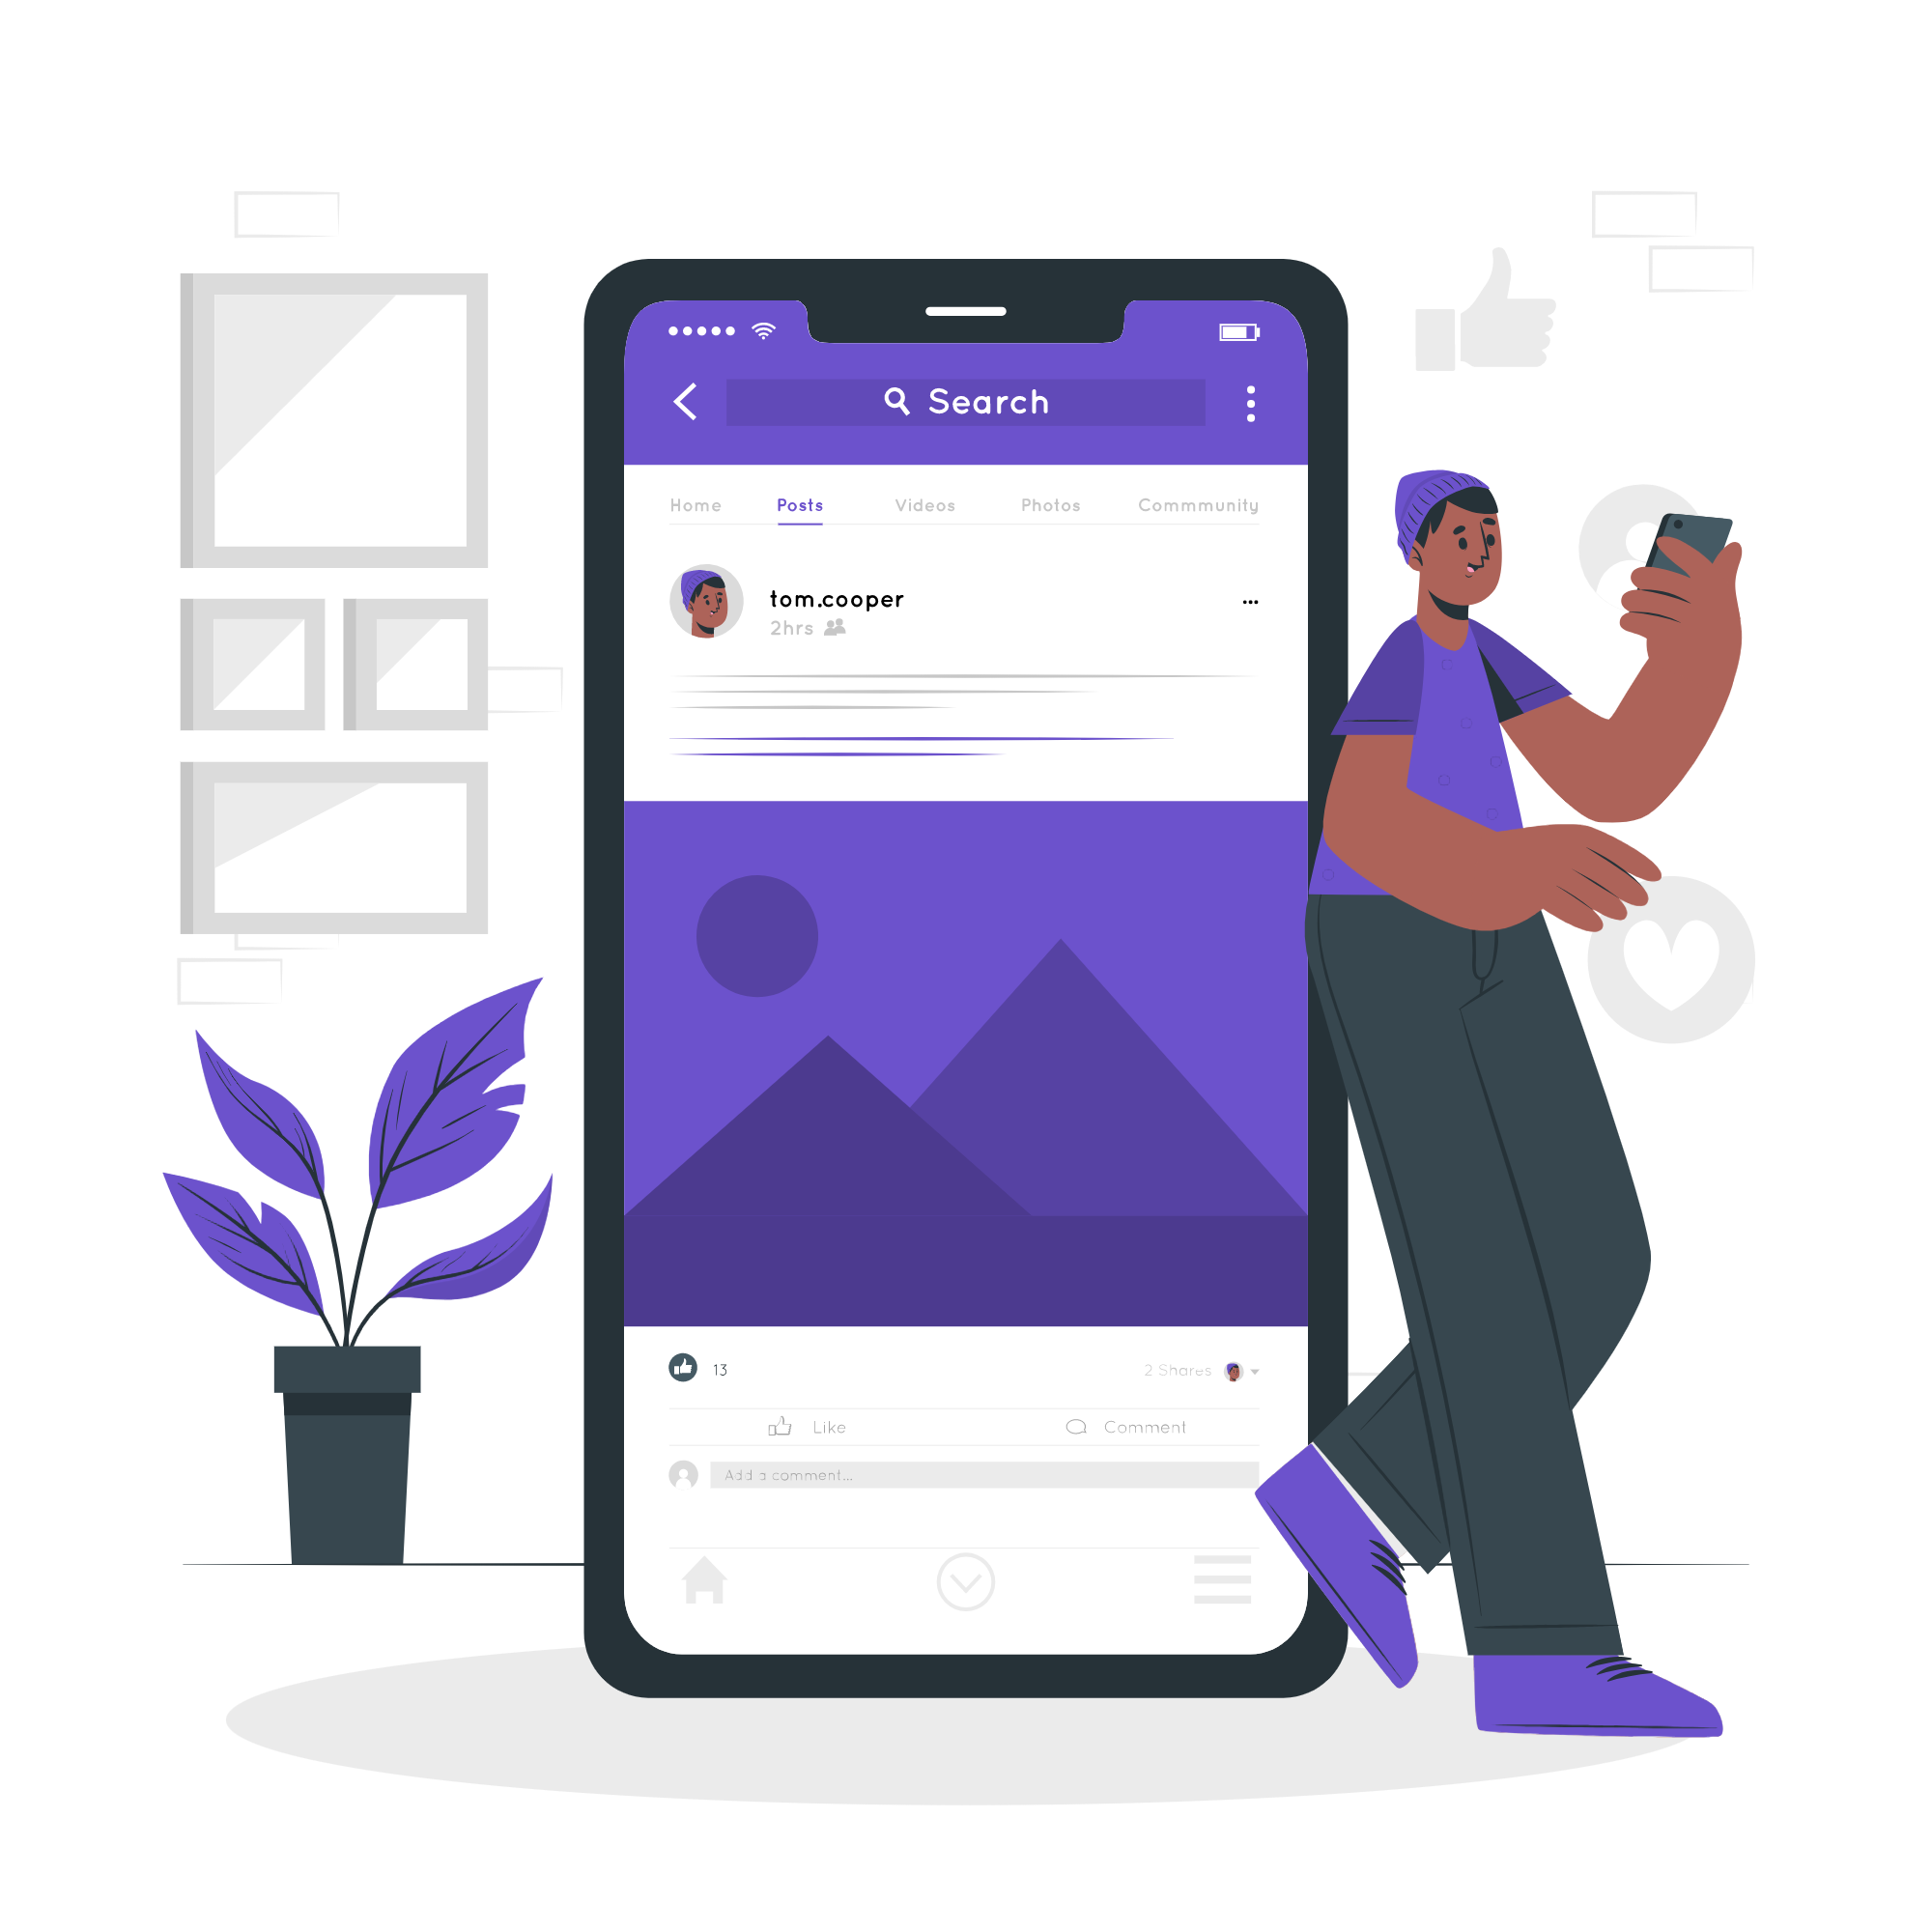 Search
Home Posts Videos Photos Commmunity
tom.cooper
2hrs
13 2 Shares
Like Comment
Add a comment...